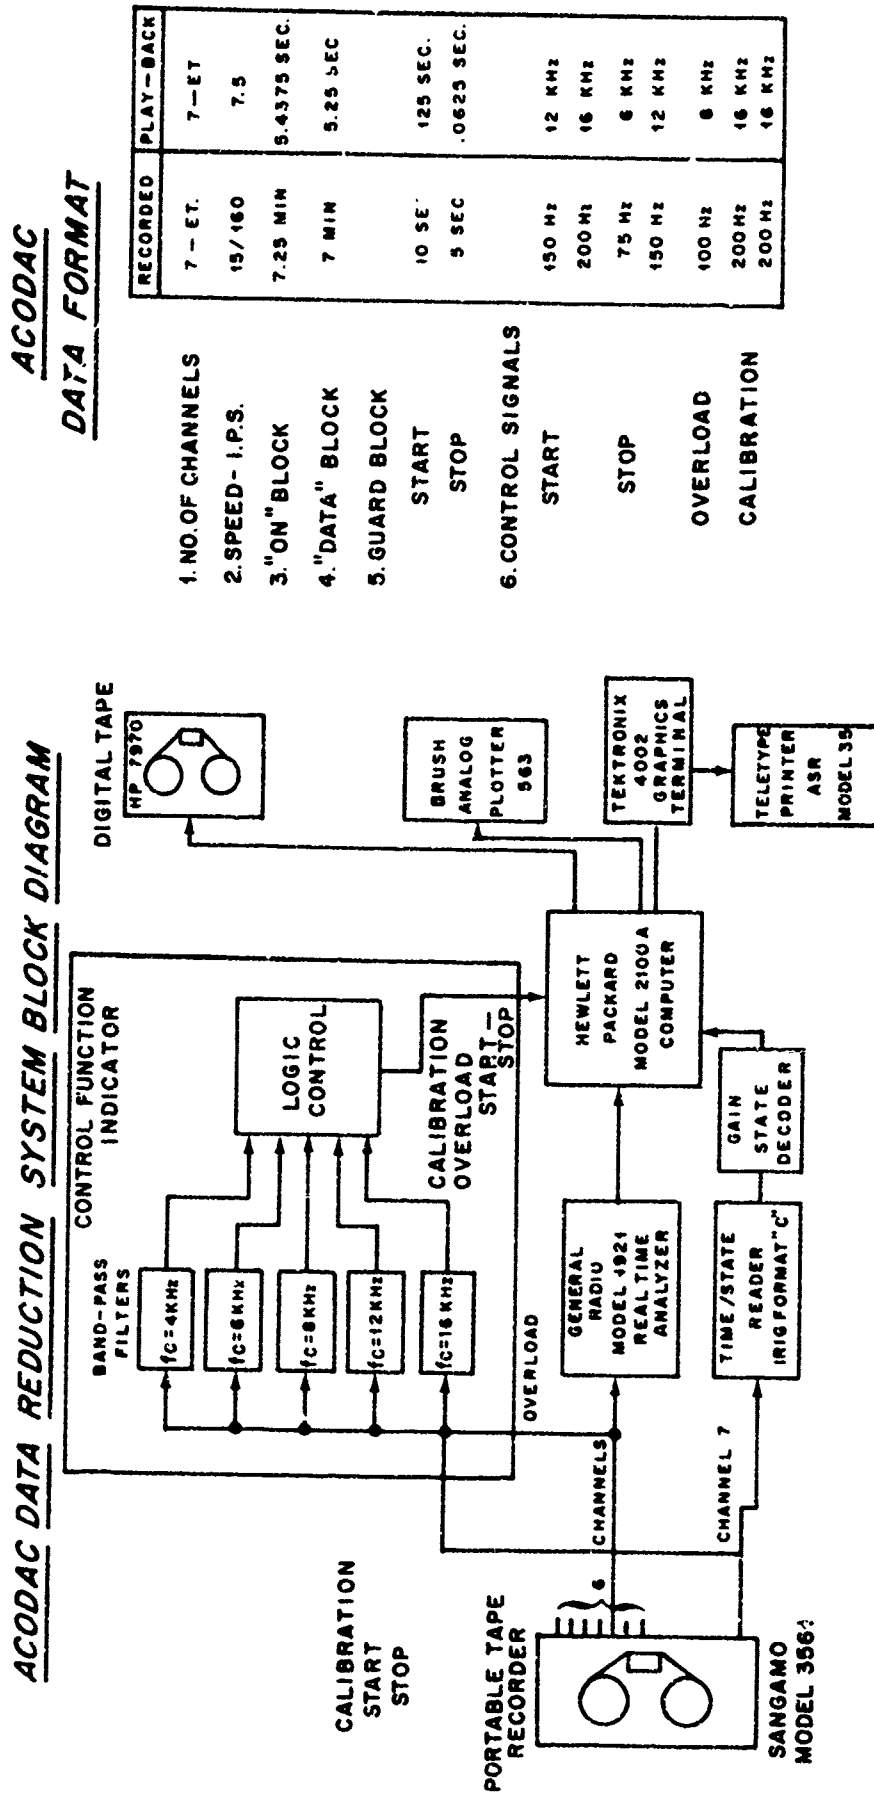 ACODAC DATA REDUCTION SYSTEM BLOCK DIAGRAM
CONTROL FUNCTION
INDICATOR
BAND-PASS
FILTERS
fC=4KHz
fC=6KHz
fC=8KHz
fC=12KHz
fC=16KHz
LOGIC
CONTROL
CALIBRATION
OVERLOAD
START-
STOP
CALIBRATION
START
STOP
OVERLOAD
PORTABLE TAPE
RECORDER
SANGAMO
MODEL
6
CHANNELS
CHANNEL 7
GENERAL
RADIO
MODEL 1921
REAL TIME
ANALYZER
TIME/STATE
READER
IRIG FORMAT "C"
GAIN
STATE
DECODER
HEWLETT
PACKARD
MODEL 2100A
COMPUTER
DIGITAL TAPE
HP 7970
BRUSH
ANALOG
PLOTTER
563
TEKTRONIX
4002
GRAPHICS
TERMINAL
TELETYPE
PRINTER
ASR
MODEL 35
ACODAC
DATA FORMAT
RECORDED PLAY-BACK
1. NO. OF CHANNELS 7-ET. 7-ET
2. SPEED- I.P.S. 15/160 7.5
3. "ON" BLOCK 7.25 MIN 5.4375 SEC.
4. "DATA" BLOCK 7 MIN 5.25 SEC
5. GUARD BLOCK
START 10 125 SEC.
STOP 5 SEC .0625 SEC.
6. CONTROL SIGNALS
START 150 Hz 12 KHz
200 Hz 16 KHz
STOP 75 Hz 6 KHz
150 Hz 12 KHz
OVERLOAD 100 Hz 8 KHz
CALIBRATION 200 Hz 16 KHz
200 Hz 16 KHz